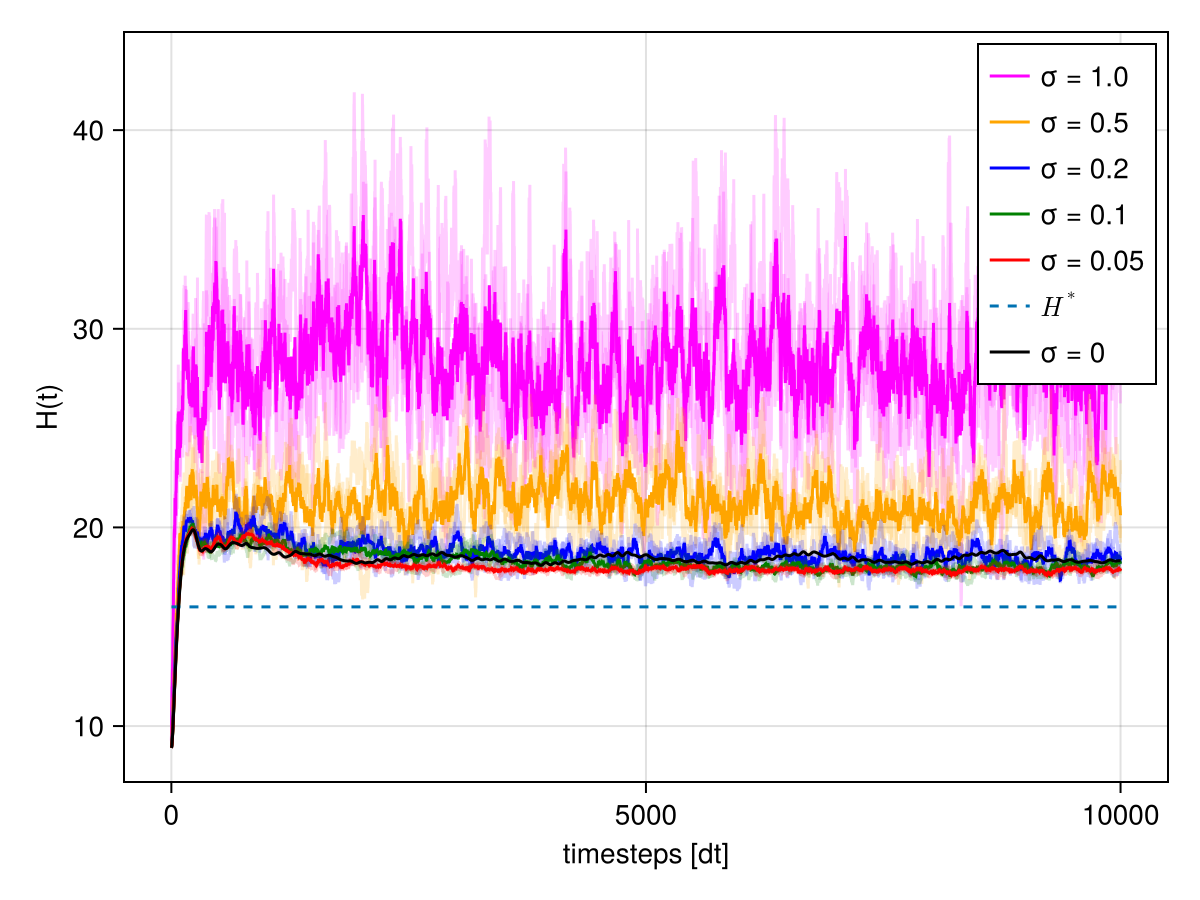 H(t)
40
30
20
10
0
5000
10000
timesteps [dt]
σ = 1.0
σ = 0.5
σ = 0.2
σ = 0.1
σ = 0.05
H*
σ = 0